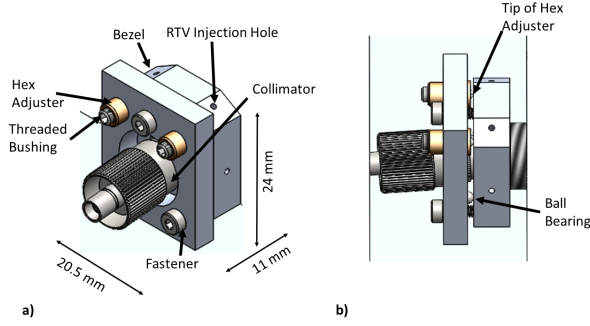 Bezel
RTV Injection Hole
Hex
Adjuster
Collimator
Threaded
Bushing
24 mm
Fastener
20.5 mm
11 mm
a)
Tip of Hex
Adjuster
Ball
Bearing
b)